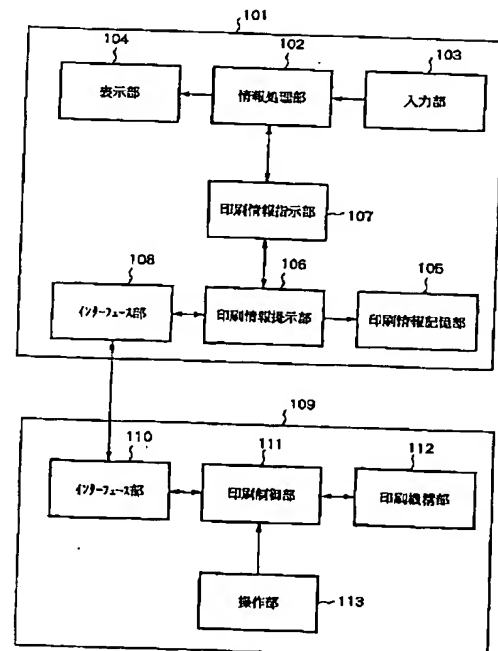 101
104
102
103
表示部
情報処理部
入力部
印刷情報指示部
107
108
106
105
インターフェース部
印刷情報提示部
印刷情報記憶部
109
110
111
112
インターフェース部
印刷制御部
印刷機構部
操作部
113